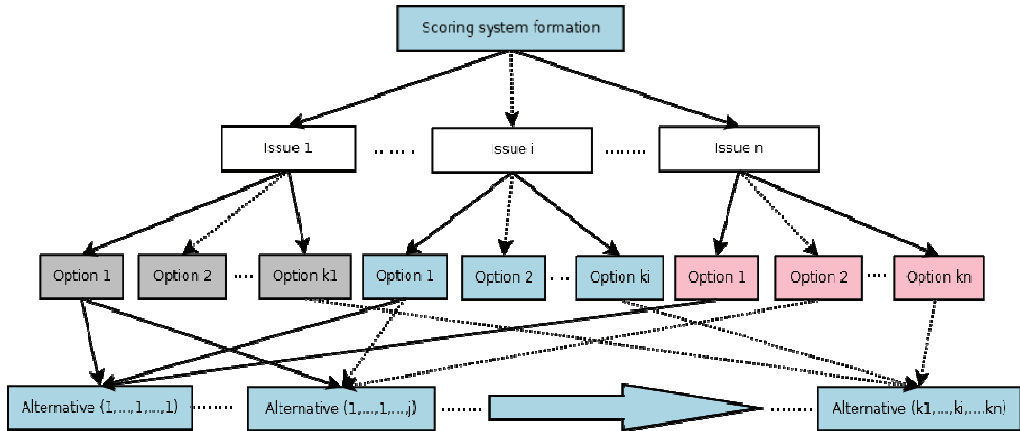 Scoring system formation
Issue 1
Issue i
Issue n
Option 1
Option 2
Option k1
Option 1
Option 2
Option ki
Option 1
Option 2
Option kn
Alternative (1,...,1,...,1)
Alternative (1,...,1,...,j)
Alternative (k1,...,ki,....kn)